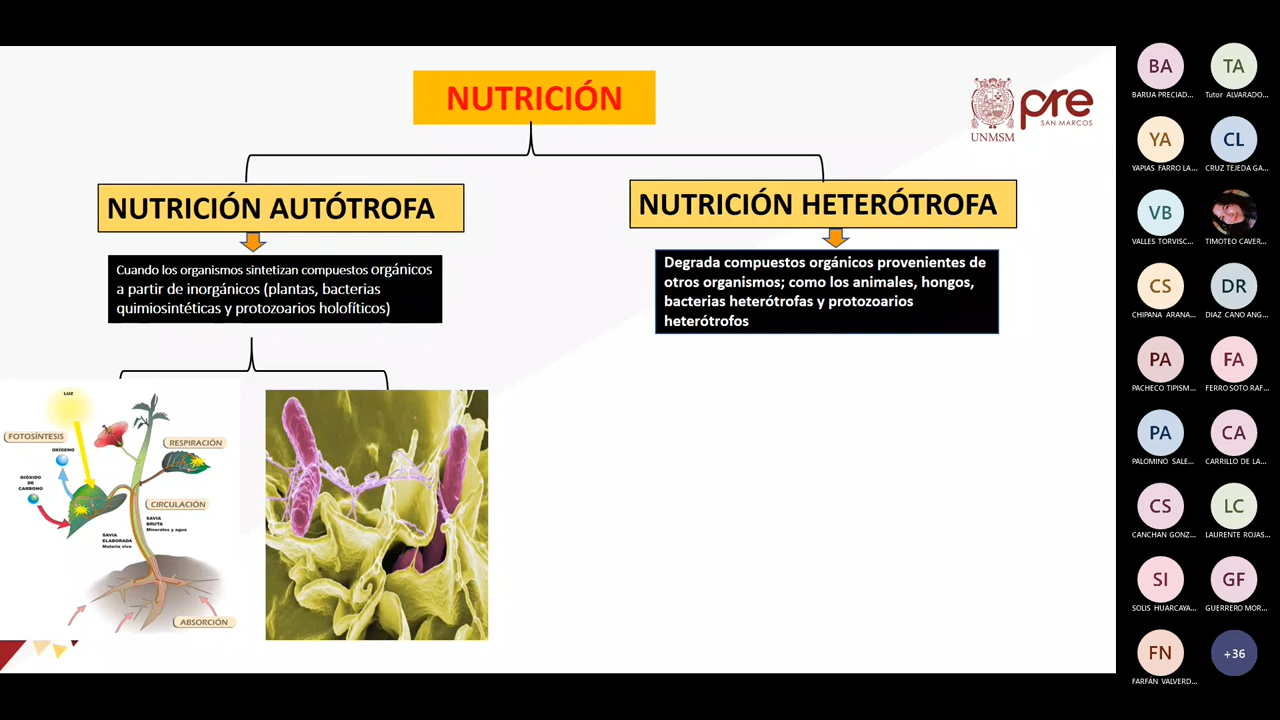 NUTRICIÓN
UNMSM
pre
SAN MARCOS
NUTRICIÓN AUTÓTROFA
NUTRICIÓN HETERÓTROFA
Cuando los organismos sintetizan compuestos orgánicos
a partir de inorgánicos (plantas, bacterias
quimiosintéticas y protozoarios holofíticos)
Degrada compuestos orgánicos provenientes de
otros organismos; como los animales, hongos,
bacterias heterótrofas y protozoarios
heterótrofos
LUZ
FOTOSÍNTESIS
OXÍGENO
RESPIRACIÓN
DIÓXIDO
DE
CARBONO
CIRCULACIÓN
SAVIA
BRUTA
Minerales y agua
SAVIA
ELABORADA
Materia viva
ABSORCIÓN
BA
TA
BARUA PRECIAD...
Tutor ALVARADO...
YA
CL
YAPIAS FARRO LA...
CRUZ TEJEDA GA...
VB
VALLES TORVISC...
TIMOTEO CAVER...
CS
DR
CHIPANA ARANA...
DIAZ CANO ANG...
PA
FA
PACHECO TIPISM...
FERRO SOTO RAF...
PA
CA
PALOMINO SALE...
CARRILLO DE LA...
CS
LC
CANCHAN GONZ...
LAURENTE ROJAS...
SI
GF
SOLIS HUARCAYA...
GUERRERO MOR...
FN
+36
FARFÁN VALVERD...